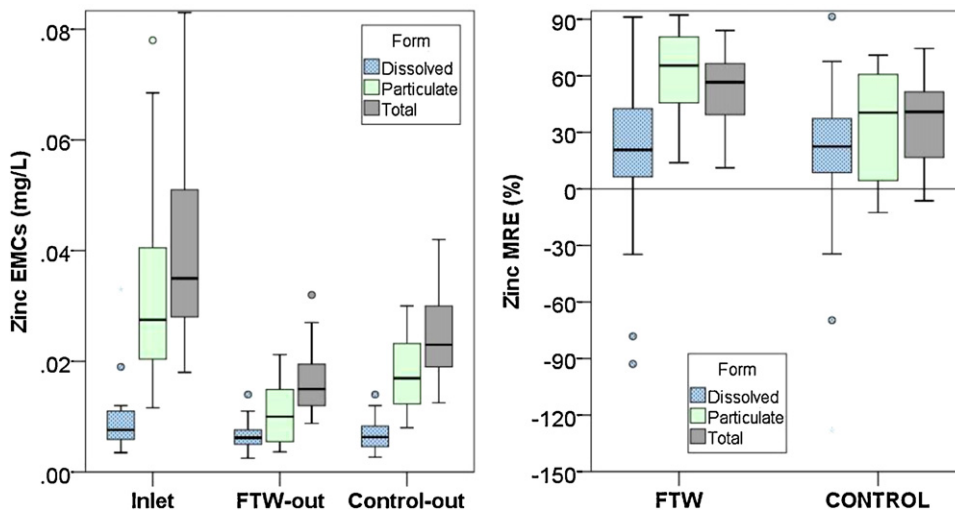 Zinc EMCs (mg/L)
.08
.06
.04
.02
.00
Form
Dissolved
Particulate
Total
Inlet FTW-out Control-out
Zinc MRE (%)
90
60
30
0
-30
-60
-90
-120
-150
Form
Dissolved
Particulate
Total
FTW CONTROL